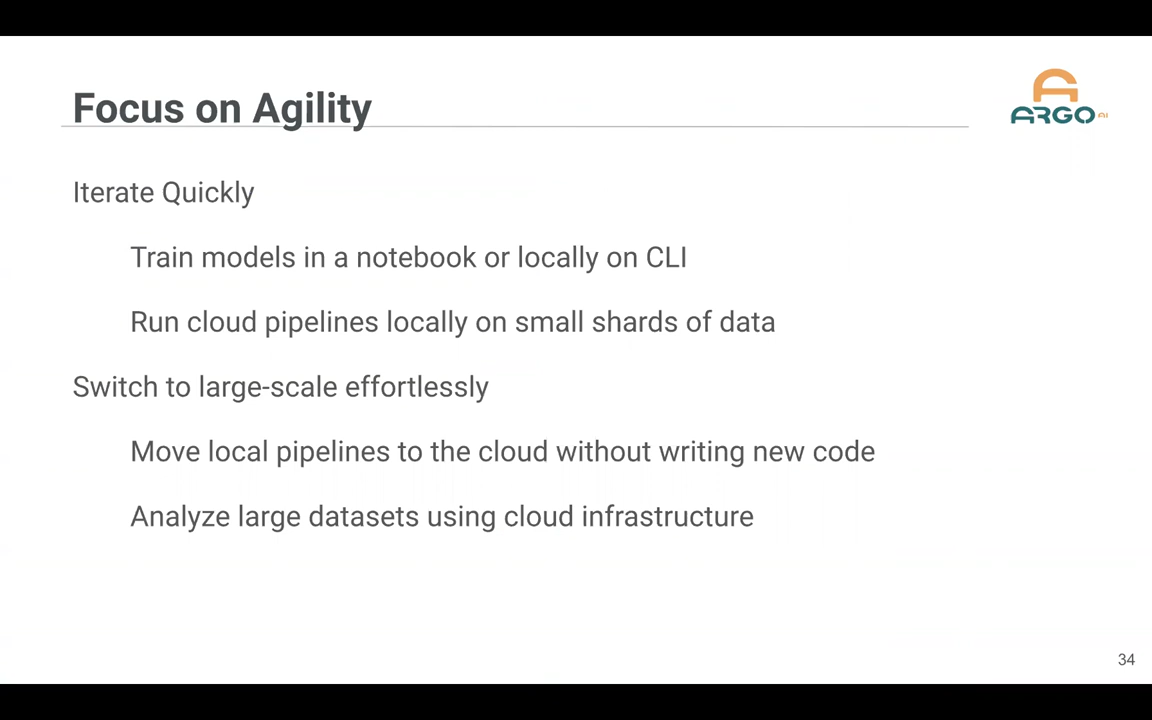 Focus on Agility
ARGO AI
Iterate Quickly
Train models in a notebook or locally on CLI
Run cloud pipelines locally on small shards of data
Switch to large-scale effortlessly
Move local pipelines to the cloud without writing new code
Analyze large datasets using cloud infrastructure
34